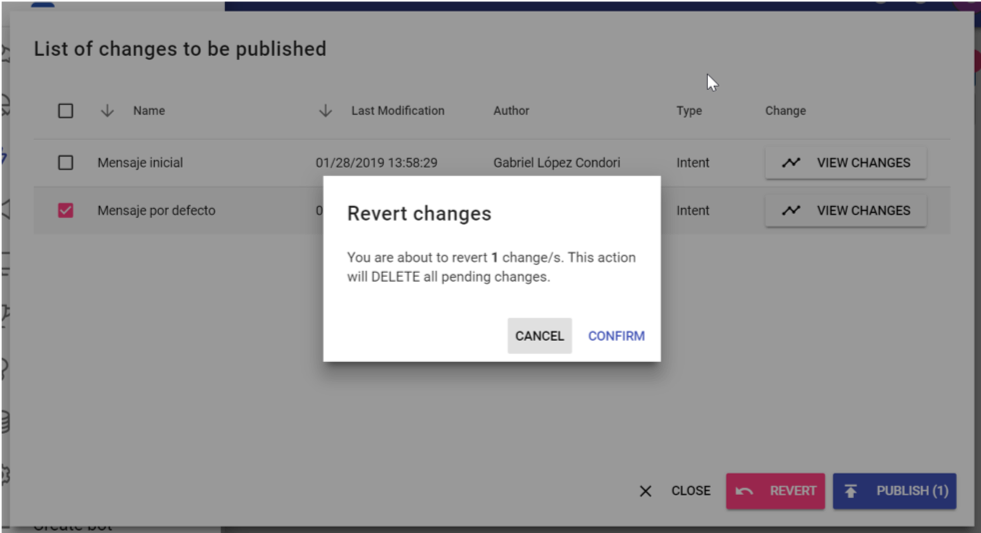 List of changes to be published
Name Last Modification Author Type Change
Mensaje inicial 01/28/2019 13:58:29 Gabriel López Condori Intent VIEW CHANGES
Mensaje por defecto 0 Intent VIEW CHANGES
Revert changes
You are about to revert 1 change/s. This action
will DELETE all pending changes.
CANCEL CONFIRM
CLOSE REVERT PUBLISH (1)
Create bot